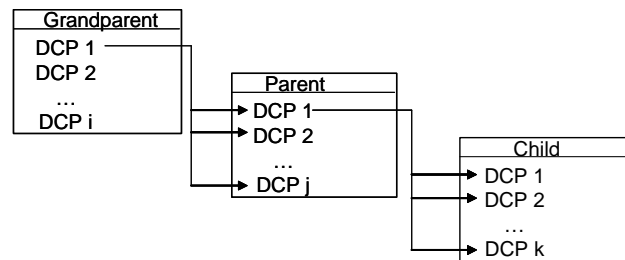 Grandparent
DCP 1
DCP 2
...
DCP i
Parent
DCP 1
DCP 2
...
DCP j
Child
DCP 1
DCP 2
...
DCP k